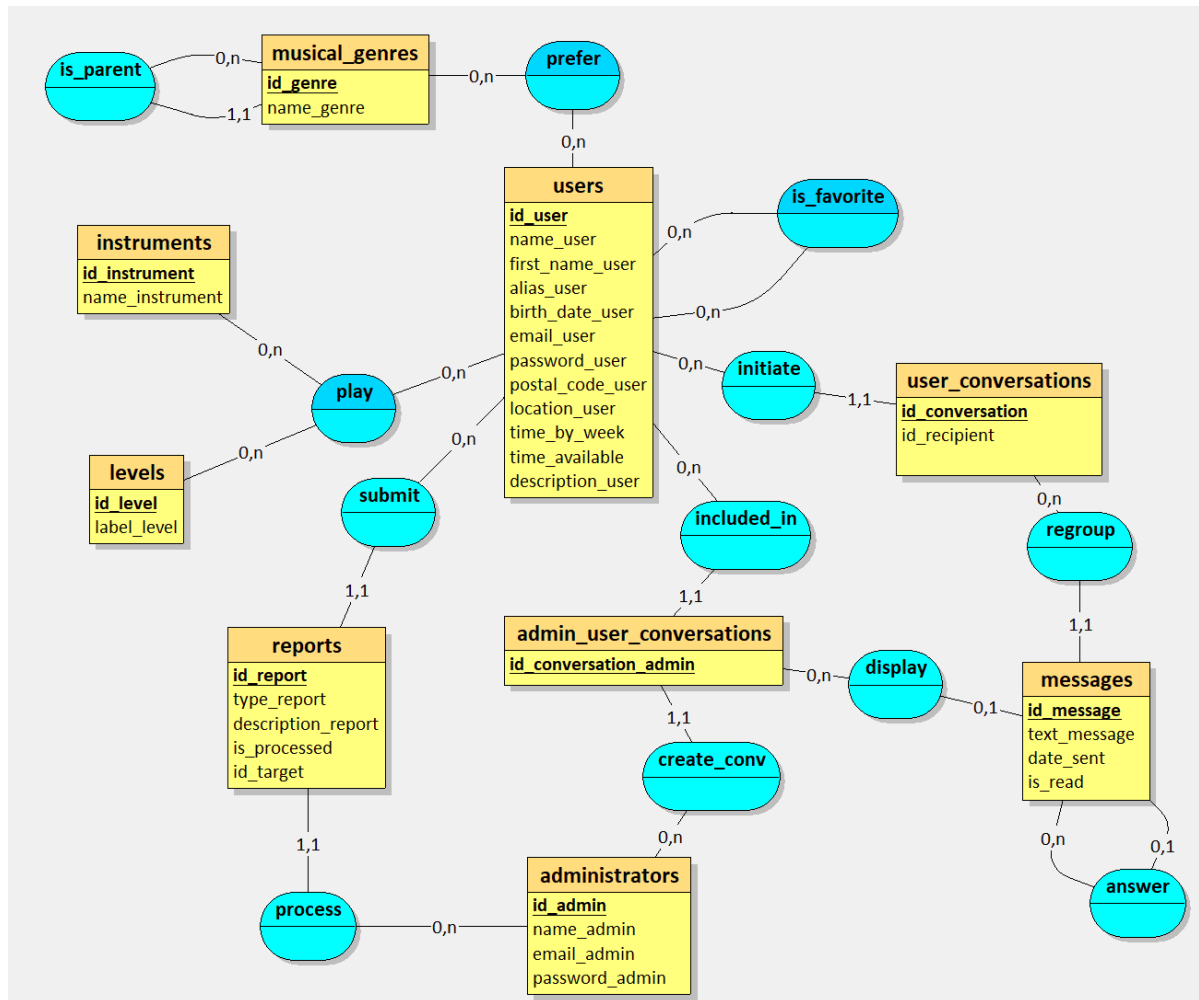 is_parent
0,n
1,1
musical_genres
id_genre
name_genre
0,n
prefer
0,n
users
id_user
name_user
first_name_user
alias_user
birth_date_user
email_user
password_user
postal_code_user
location_user
time_by_week
time_available
description_user
is_favorite
0,n
0,n
instruments
id_instrument
name_instrument
0,n
play
0,n
levels
id_level
label_level
0,n
initiate
0,n
1,1
user_conversations
id_conversation
id_recipient
0,n
regroup
1,1
submit
0,n
1,1
included_in
0,n
1,1
reports
id_report
type_report
description_report
is_processed
id_target
admin_user_conversations
id_conversation_admin
0,n
display
0,1
messages
id_message
text_message
date_sent
is_read
0,n
0,1
answer
1,1
create_conv
0,n
1,1
process
0,n
administrators
id_admin
name_admin
email_admin
password_admin